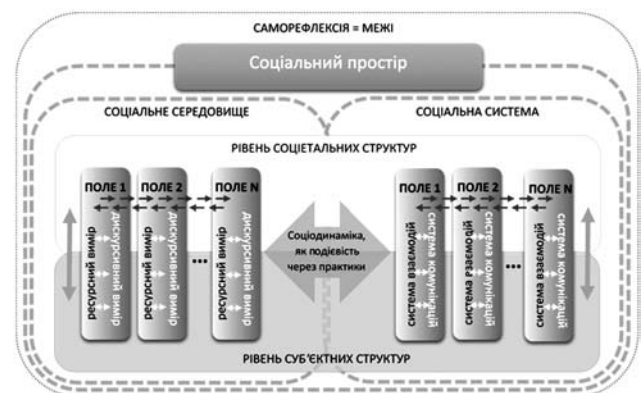 САМОРЕФЛЕКСІЯ = МЕЖІ
Соціальний простір
СОЦІАЛЬНЕ СЕРЕДОВИЩЕ
СОЦІАЛЬНА СИСТЕМА
РІВЕНЬ СОЦІЕТАЛЬНИХ СТРУКТУР
ПОЛЕ 1
ресурсний вимір
дискурсивний вимір
ПОЛЕ 2
ресурсний вимір
дискурсивний вимір
...
ПОЛЕ N
ресурсний вимір
дискурсивний вимір
Соціодинаміка,
як подієвість
через практики
ПОЛЕ 1
система взаємодій
система комунікацій
ПОЛЕ 2
система рзаємодій
система комунікацій
...
ПОЛЕ N
система взаємодій
система комунікацій
РІВЕНЬ СУБ'ЄКТНИХ СТРУКТУР